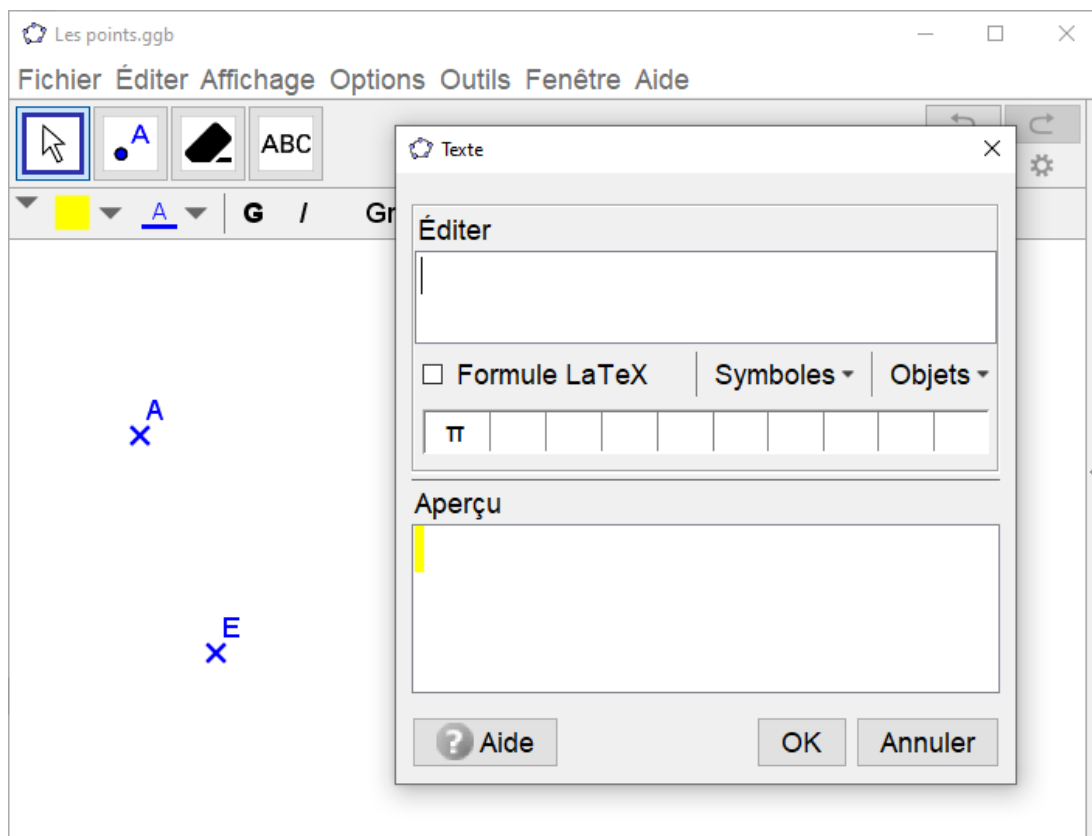 Les points.ggb
Fichier Éditer Affichage Options Outils Fenêtre Aide
A ABC
A G I Gr
Texte
Éditer
Formule LaTeX Symboles Objets
π
Aperçu
? Aide OK Annuler
A
E